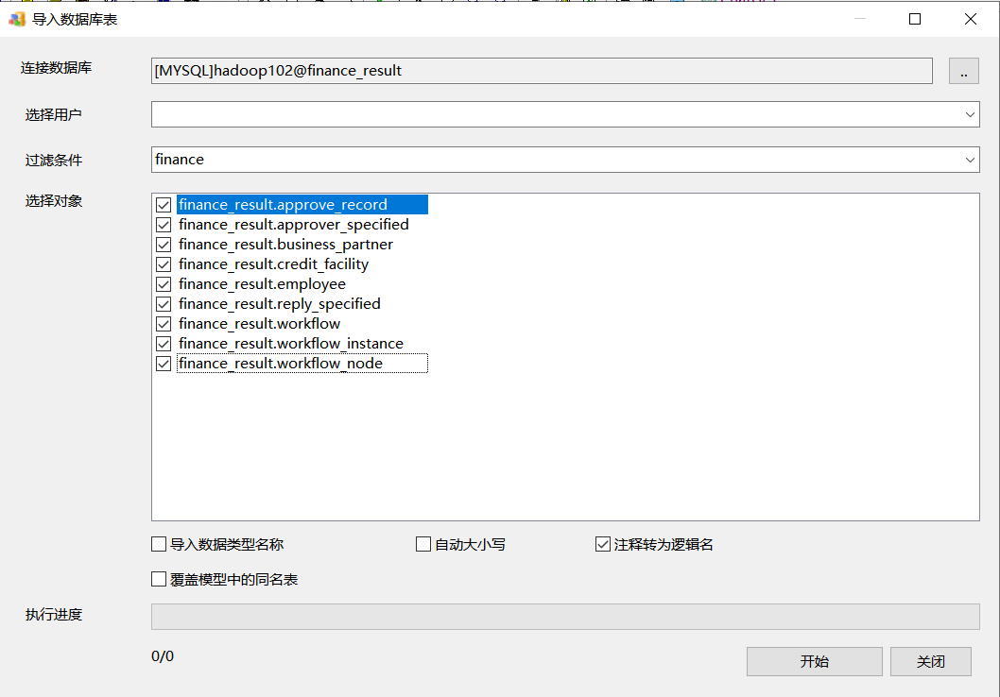 导入数据库表
连接数据库
[MYSQL]hadoop102@finance_result
..
选择用户
过滤条件
finance
选择对象
finance_result.approve_record
finance_result.approver_specified
finance_result.business_partner
finance_result.credit_facility
finance_result.employee
finance_result.reply_specified
finance_result.workflow
finance_result.workflow_instance
finance_result.workflow_node
导入数据类型名称
自动大小写
注释转为逻辑名
覆盖模型中的同名表
执行进度
0/0
开始
关闭